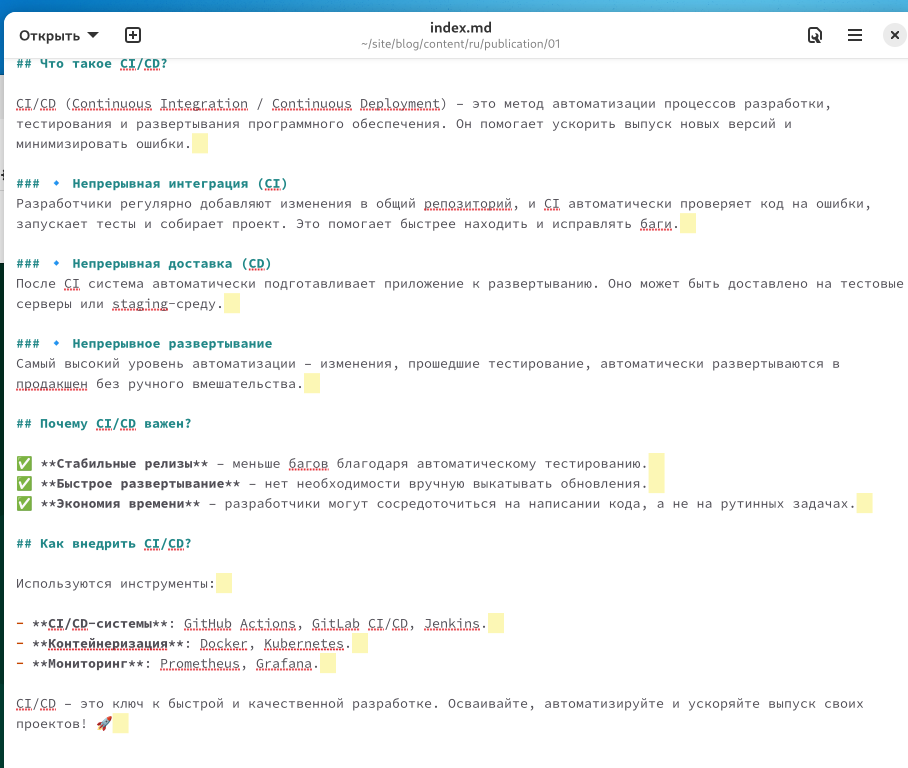 Открыть
index.md
~/site/blog/content/ru/publication/01
## Что такое CI/CD?
CI/CD (Continuous Integration / Continuous Deployment) – это метод автоматизации процессов разработки,
тестирования и развертывания программного обеспечения. Он помогает ускорить выпуск новых версий и
минимизировать ошибки.
### 🔹 Непрерывная интеграция (CI)
Разработчики регулярно добавляют изменения в общий репозиторий, и CI автоматически проверяет код на ошибки,
запускает тесты и собирает проект. Это помогает быстрее находить и исправлять баги.
### 🔹 Непрерывная доставка (CD)
После CI система автоматически подготавливает приложение к развертыванию. Оно может быть доставлено на тестовые
серверы или staging-среду.
### 🔹 Непрерывное развертывание
Самый высокий уровень автоматизации – изменения, прошедшие тестирование, автоматически развертываются в
продакшен без ручного вмешательства.
## Почему CI/CD важен?
✅ **Стабильные релизы** – меньше багов благодаря автоматическому тестированию.
✅ **Быстрое развертывание** – нет необходимости вручную выкатывать обновления.
✅ **Экономия времени** – разработчики могут сосредоточиться на написании кода, а не на рутинных задачах.
## Как внедрить CI/CD?
Используются инструменты:
- **CI/CD-системы**: GitHub Actions, GitLab CI/CD, Jenkins.
- **Контейнеризация**: Docker, Kubernetes.
- **Мониторинг**: Prometheus, Grafana.
CI/CD – это ключ к быстрой и качественной разработке. Осваивайте, автоматизируйте и ускоряйте выпуск своих
проектов! 🚀